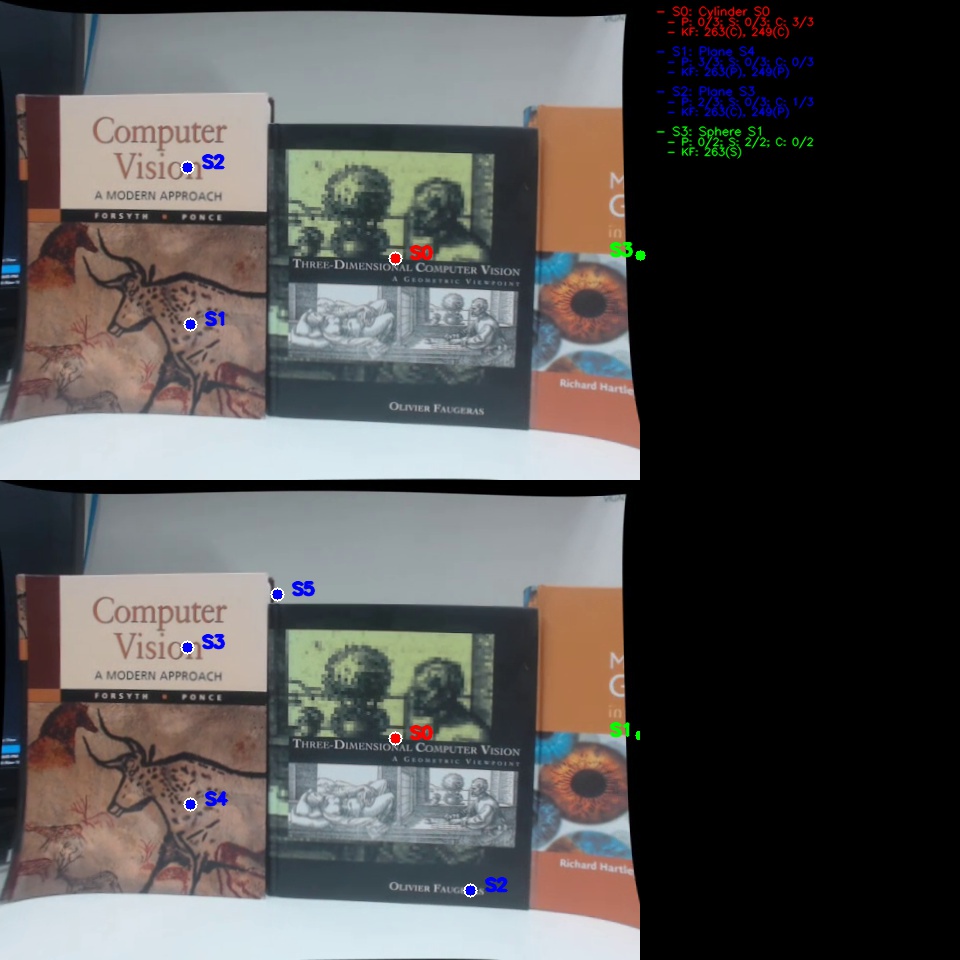 - S0: Cylinder S0
- P: 0/3; S: 0/3; C: 3/3
- KF: 263(C), 249(C)
- S1: Plane S4
- P: 3/3; S: 0/3; C: 0/3
- KF: 263(P), 249(P)
- S2: Plane S3
- P: 2/3; S: 0/3; C: 1/3
- KF: 263(C), 249(P)
- S3: Sphere S1
- P: 0/2; S: 2/2; C: 0/2
- KF: 263(S)
Computer
Vision
S2
A MODERN APPROACH
FORSYTH PONCE
S1
S0
THREE-DIMENSIONAL COMPUTER VISION
A GEOMETRIC VIEWPOINT
OLIVIER FAUGERAS
M
G
in
S3
Richard Hartle
S5
Computer
Vision
S3
A MODERN APPROACH
FORSYTH PONCE
S4
S0
THREE-DIMENSIONAL COMPUTER VISION
A GEOMETRIC VIEWPOINT
OLIVIER FAUGERAS
S2
M
G
in
S1
Richard Hartle